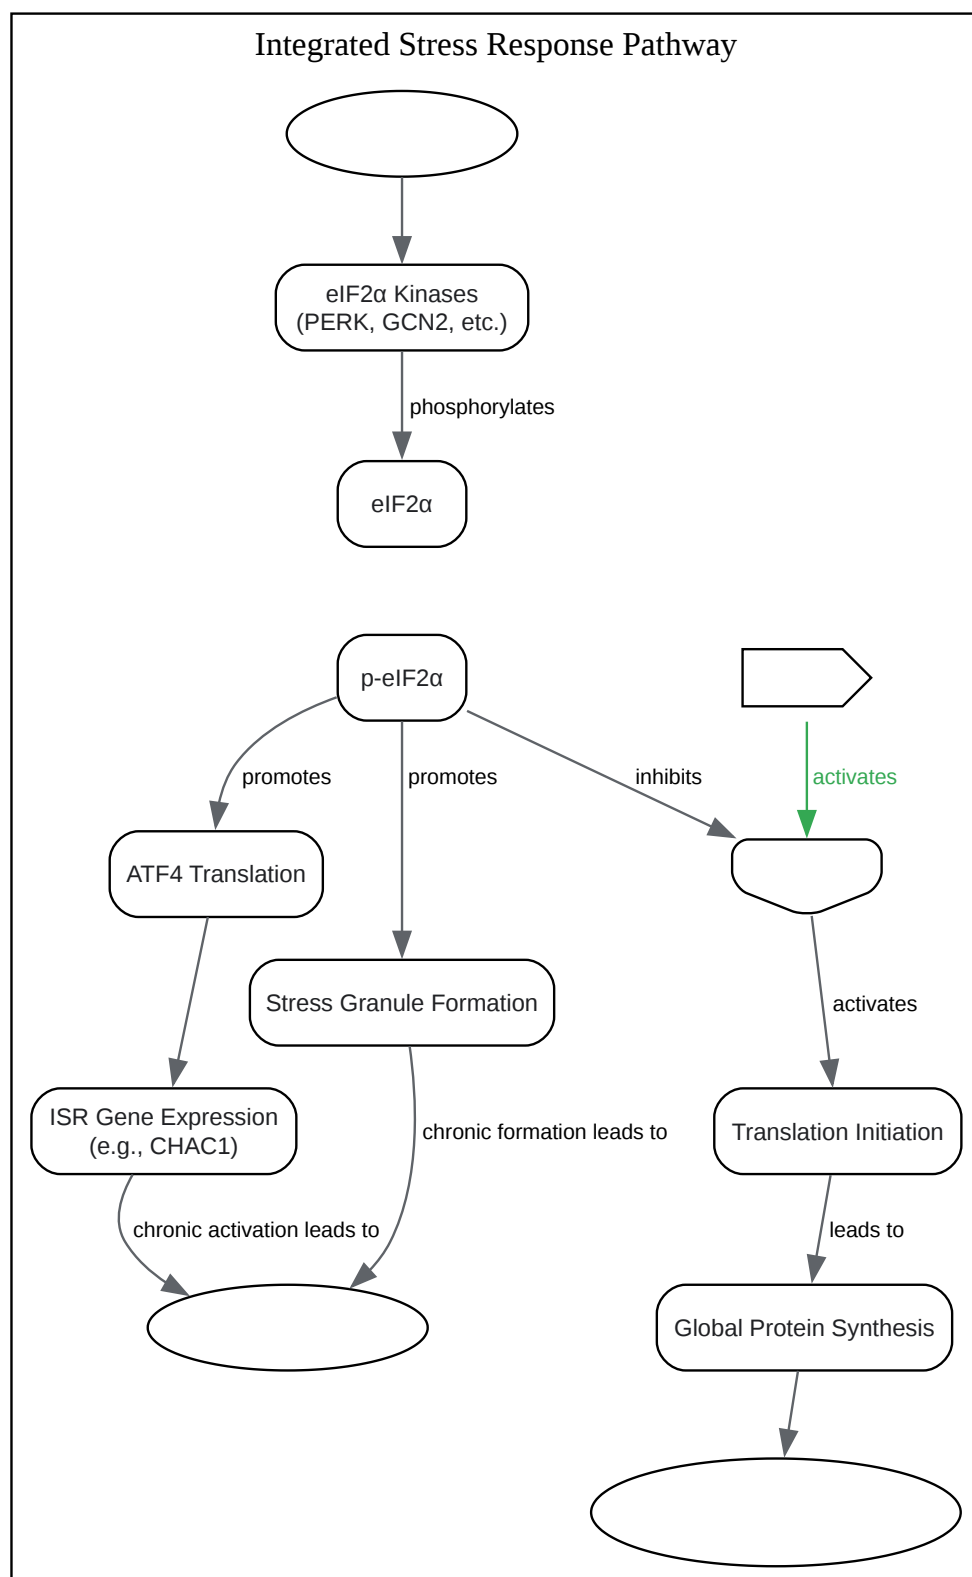 Integrated Stress Response Pathway
eIF2α Kinases
(PERK, GCN2, etc.)
phosphorylates
eIF2α
p-eIF2α
promotes
promotes
inhibits
activates
ATF4 Translation
Stress Granule Formation
activates
ISR Gene Expression
(e.g., CHAC1)
chronic formation leads to
Translation Initiation
chronic activation leads to
leads to
Global Protein Synthesis